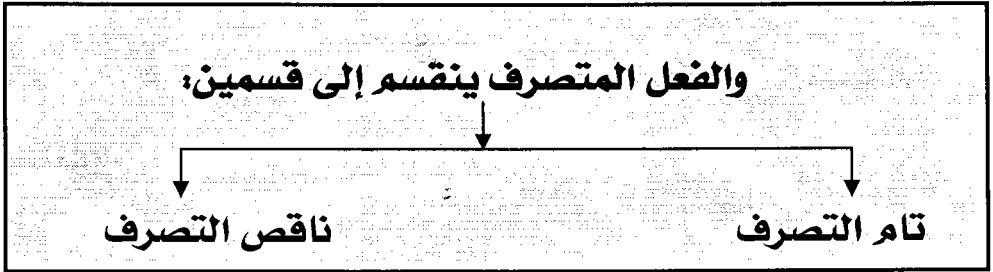 والفعل المتصرف ينقسم إلى قسمين:
تام التصرف
ناقص التصرف